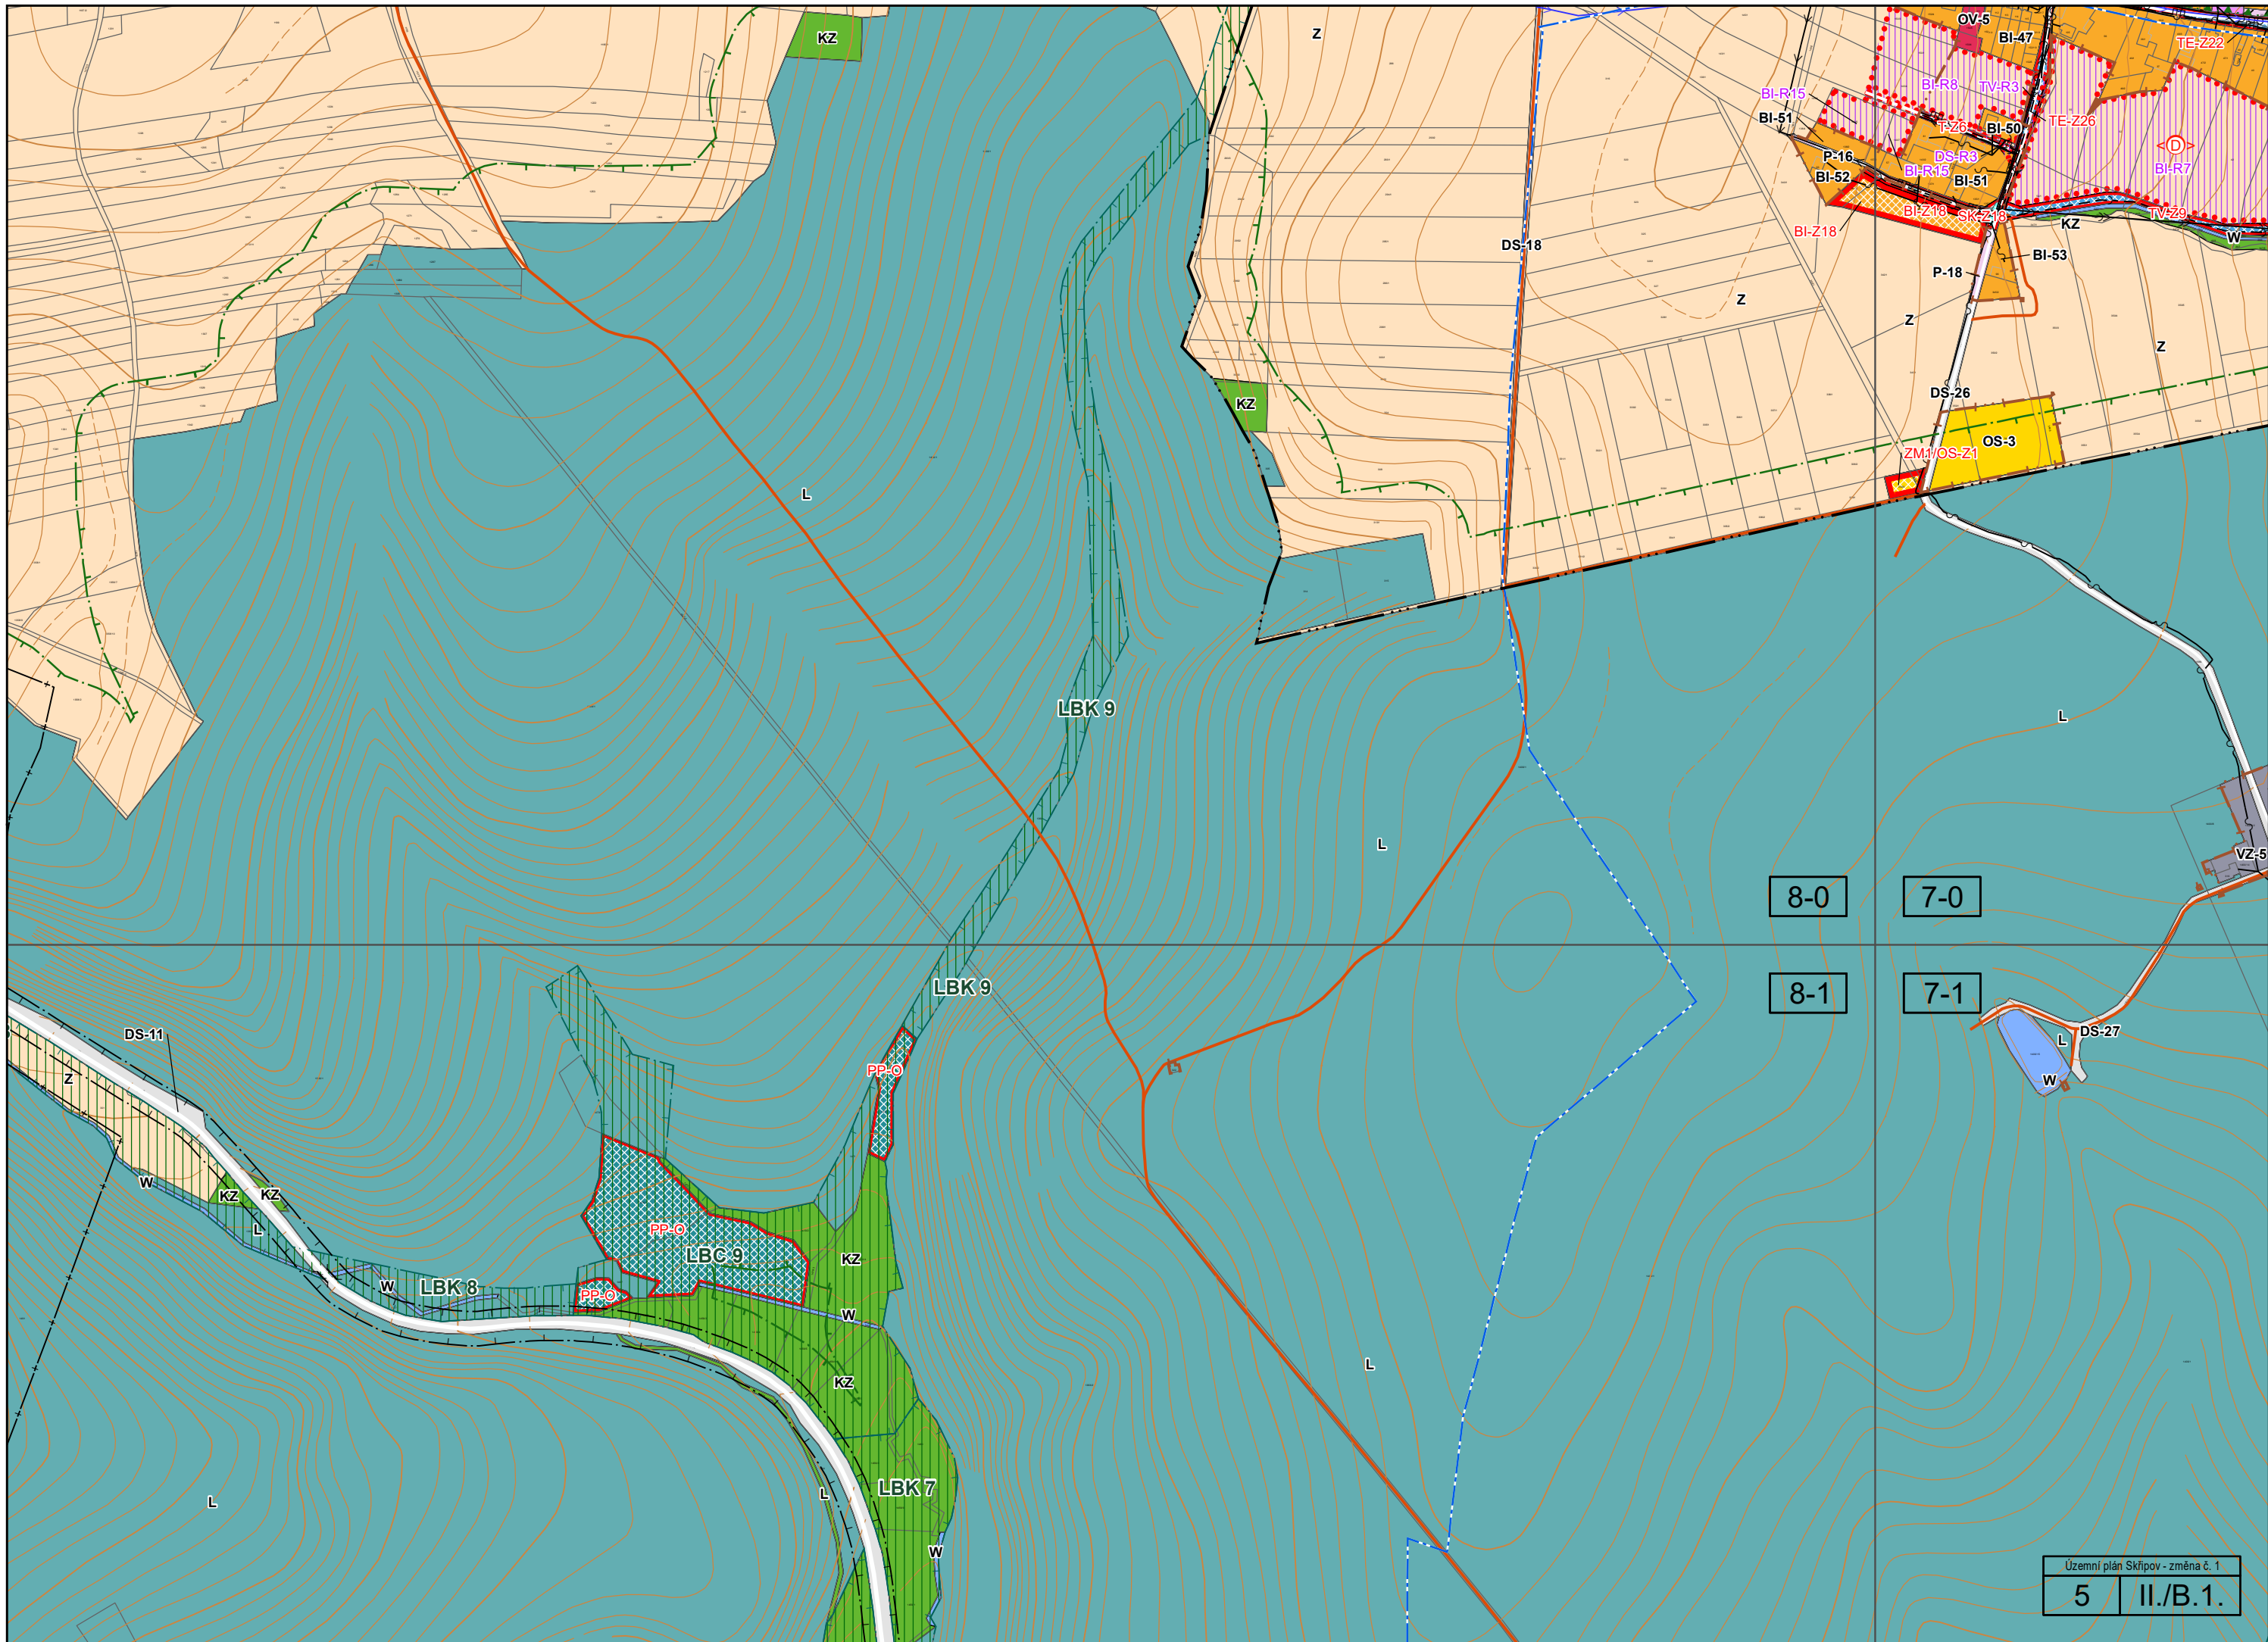 KZ
Z
OV-5
BI-47
TE-Z22
BI-R15
BI-R8
TV-R3
BI-51
T-Z6
BI-50
TE-Z26
<D>
BI-R7
P-16
DS-R3
BI-52
BI-R15
BI-51
BI-Z18
SK-Z18
TV-Z9
BI-Z18
KZ
W
DS-18
BI-53
P-18
Z
Z
Z
DS-26
KZ
OS-3
ZM1/OS-Z1
L
LBK 9
L
L
VZ-5
8-0
7-0
LBK 9
8-1
7-1
DS-11
DS-27
L
W
Z
PP-O
W
KZ
KZ
L
PP-O
LBC 9
KZ
LBK 8
W
PP-O
W
L
KZ
LBK 7
L
L
W
Územní plán Skřipov - změna č. 1
5
II./B.1.